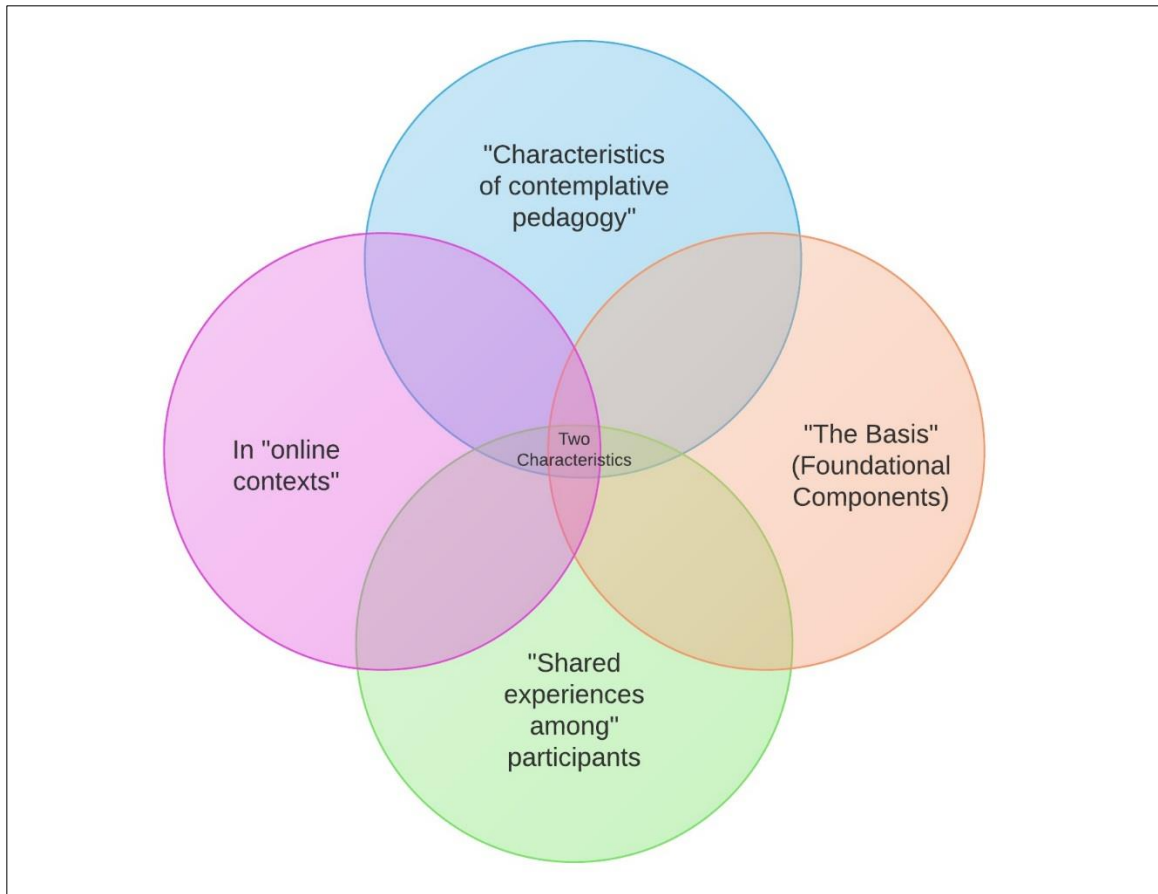 "Characteristics
of contemplative
pedagogy"
In "online
contexts"
Two
Characteristics
"The Basis"
(Foundational
Components)
"Shared
experiences
among"
participants